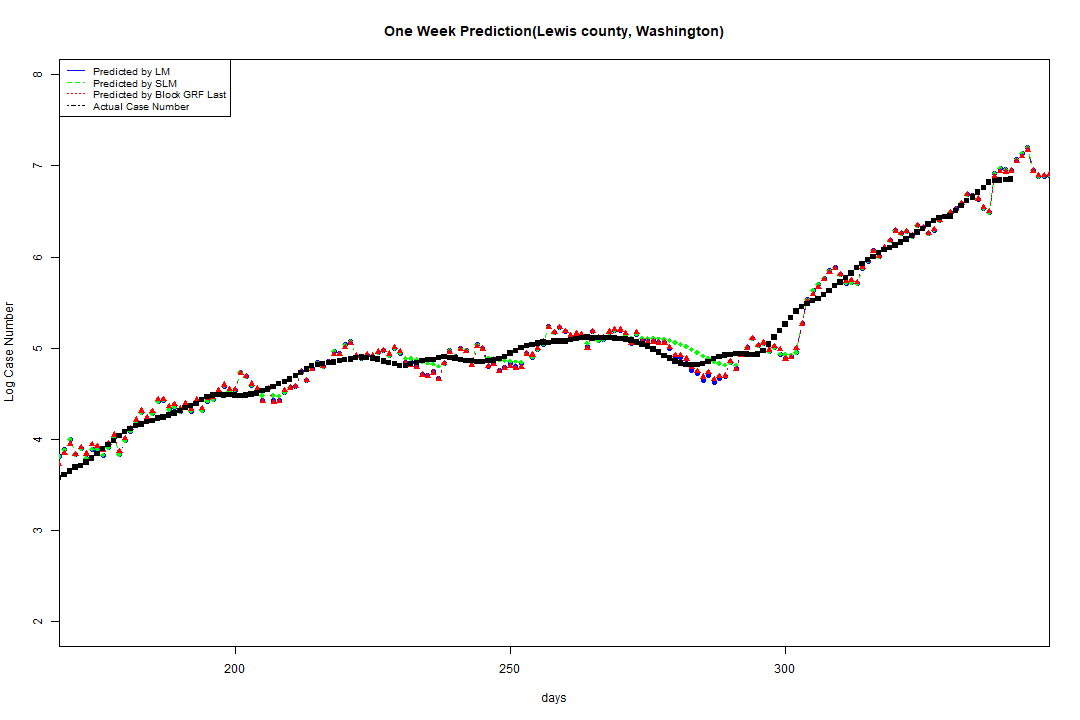 One Week Prediction(Lewis county, Washington)
Predicted by LM
Predicted by SLM
Predicted by Block GRF Last
Actual Case Number
8
7
6
5
4
3
2
Log Case Number
200
250
300
days